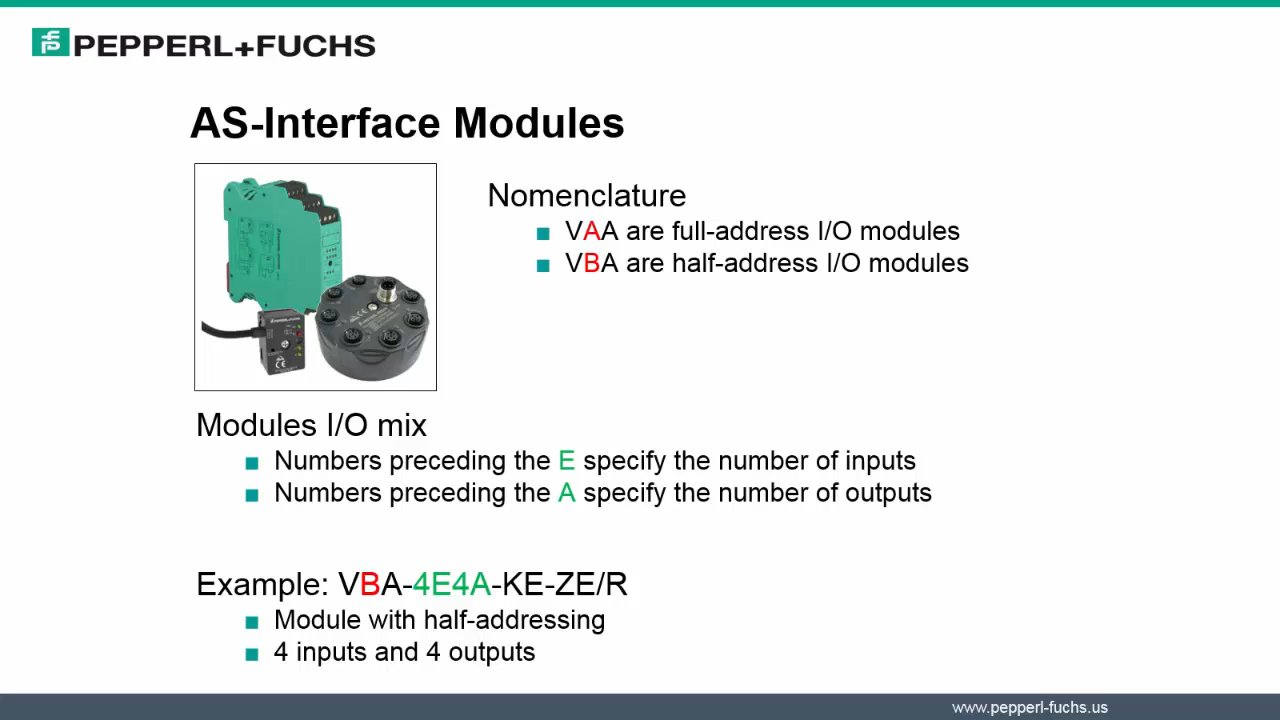 PEPPERL+FUCHS
AS-Interface Modules
Nomenclature
VAA are full-address I/O modules
VBA are half-address I/O modules
Modules I/O mix
Numbers preceding the E specify the number of inputs
Numbers preceding the A specify the number of outputs
Example: VBA-4E4A-KE-ZE/R
Module with half-addressing
4 inputs and 4 outputs
www.pepperl-fuchs.us